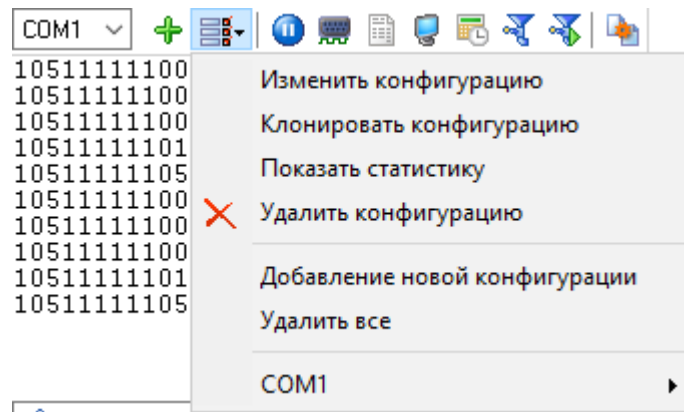 COM1
10511111100
10511111100
10511111100
10511111101
10511111105
10511111100
10511111100
10511111100
10511111101
10511111105
Изменить конфигурацию
Клонировать конфигурацию
Показать статистику
Удалить конфигурацию
Добавление новой конфигурации
Удалить все
COM1